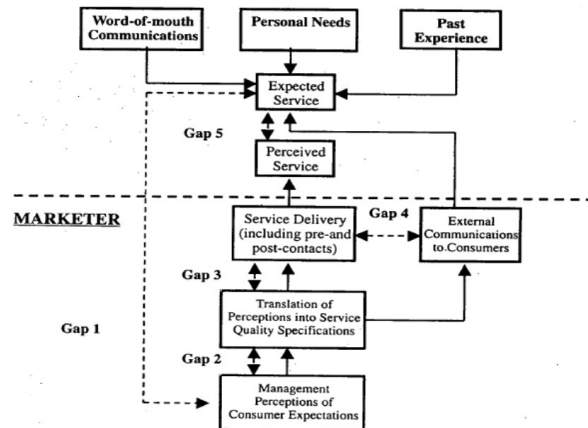 Word-of-mouth
Communications
Personal Needs
Past
Experience
Expected
Service
Gap 5
Perceived
Service
MARKETER
Service Delivery
(including pre-and
post-contacts)
Gap 4
External
Communications
to Consumers
Gap 3
Translation of
Perceptions into Service
Quality Specifications
Gap 1
Gap 2
Management
Perceptions of
Consumer Expectations